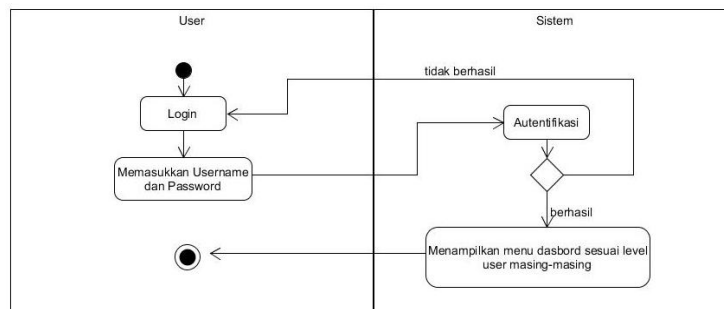 User
Sistem
tidak berhasil
Login
Autentifikasi
Memasukkan Username
dan Password
berhasil
Menampilkan menu dasbord sesuai level
user masing-masing